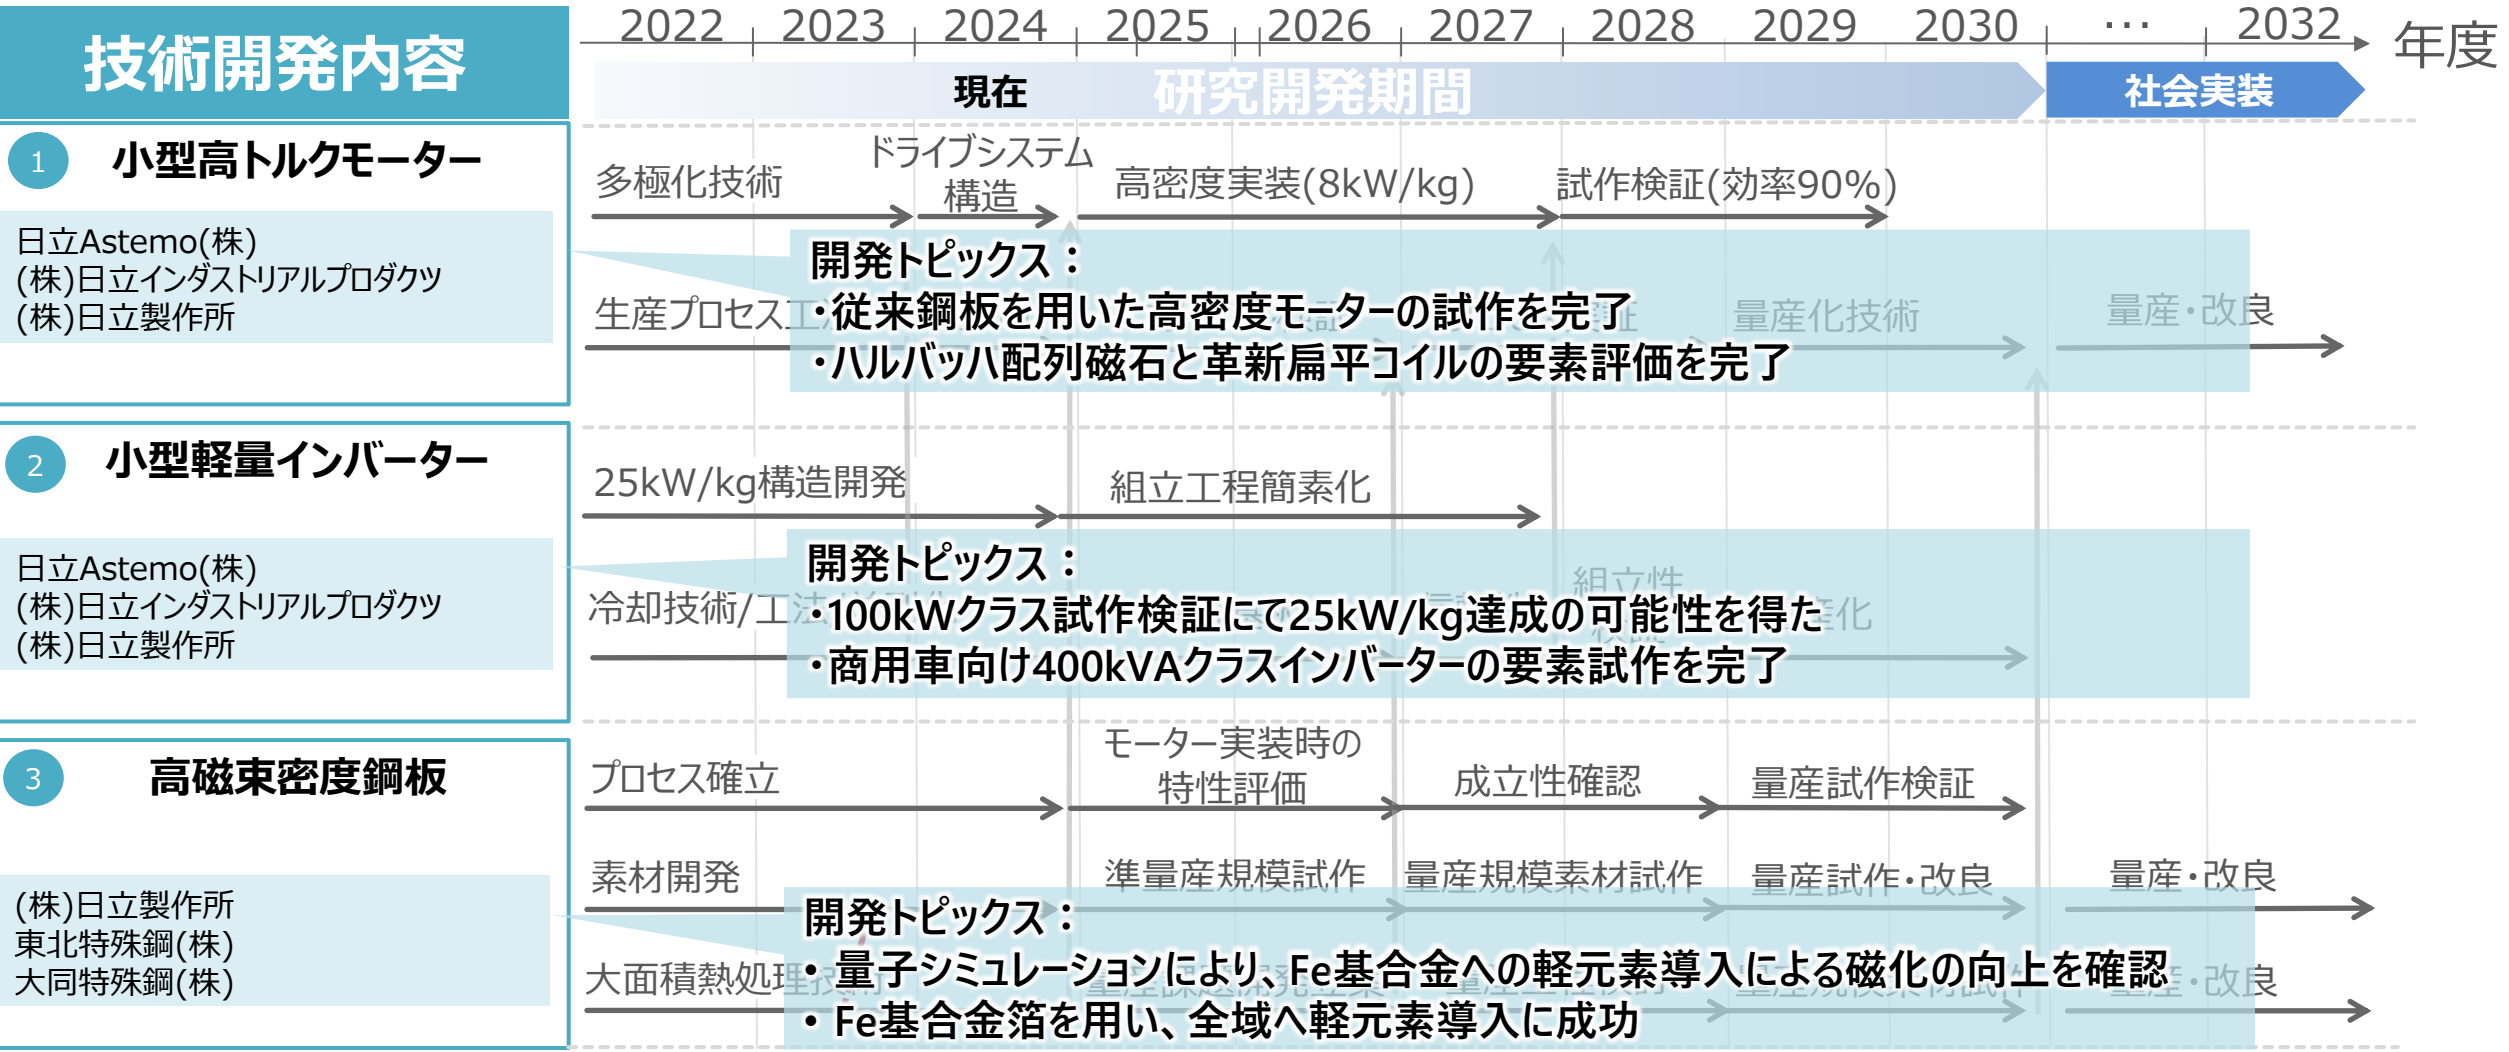 技術開発内容
2022 2023 2024 2025 2026 2027 2028 2029 2030 … 2032 年度
現在 研究開発期間 社会実装
1 小型高トルクモーター
日立Astemo(株)
(株)日立インダストリアルプロダクツ
(株)日立製作所
多極化技術
ドライブシステム
構造
高密度実装(8kW/kg)
試作検証(効率90%)
生産プロセス工
証
量産化技術
量産・改良
開発トピックス：
・従来鋼板を用いた高密度モーターの試作を完了
・ハルバッハ配列磁石と革新扁平コイルの要素評価を完了
2 小型軽量インバーター
日立Astemo(株)
(株)日立インダストリアルプロダクツ
(株)日立製作所
25kW/kg構造開発
組立工程簡素化
冷却技術/工法
組立性
産化
開発トピックス：
・100kWクラス試作検証にて25kW/kg達成の可能性を得た
・商用車向け400kVAクラスインバーターの要素試作を完了
3 高磁束密度鋼板
(株)日立製作所
東北特殊鋼(株)
大同特殊鋼(株)
プロセス確立
モーター実装時の
特性評価
成立性確認
量産試作検証
素材開発
準量産規模試作
量産規模素材試作
量産試作・改良
量産・改良
大面積熱処理技
量産・改良
開発トピックス：
• 量子シミュレーションにより、Fe基合金への軽元素導入による磁化の向上を確認
• Fe基合金箔を用い、全域へ軽元素導入に成功